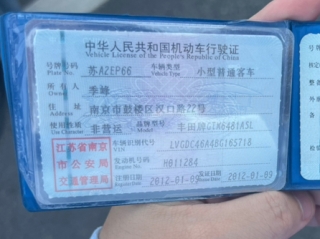 中华人民共和国机动车行驶证
Vehicle License of the People's Republic of China
号牌号码 苏AZEP66 车辆类型 小型普通客车
Plate No. Vehicle Type
所有人 季峰
Owner
住址 南京市鼓楼区汉口路22号
Address
使用性质 非营运 品牌型号 丰田牌GTM6481ASL
Use Character Model
江苏省南京市公安局交通管理局
车辆识别代号 LVGDC46A48G165718
VIN
发动机号码 H011284
Engine No.
注册日期 2012-01-09 发证日期 2012-01-09
Register Date Issue Date